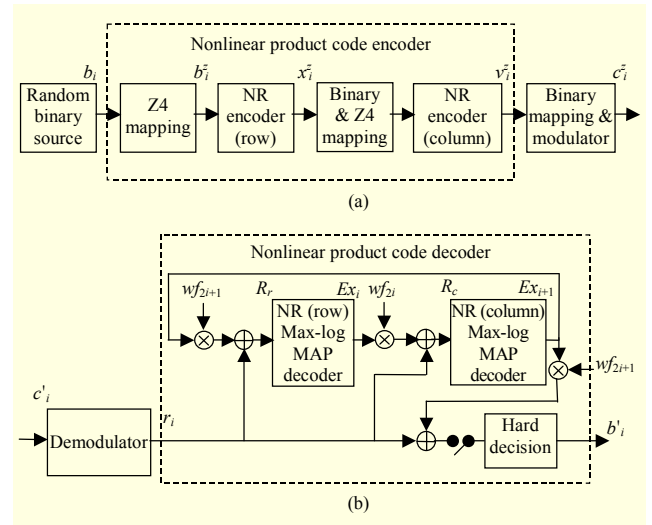 Nonlinear product code encoder
b_i
b^z_i
x^z_i
v^z_i
c^z_i
Random
binary
source
Z4
mapping
NR
encoder
(row)
Binary
& Z4
mapping
NR
encoder
(column)
Binary
mapping &
modulator
(a)
Nonlinear product code decoder
wf_{2i+1}
R_r
Ex_i
wf_{2i}
R_c
Ex_{i+1}
NR (row)
Max-log
MAP
decoder
NR (column)
Max-log
MAP
decoder
wf_{2i+1}
c'_i
Demodulator
r_i
Hard
decision
b'_i
(b)